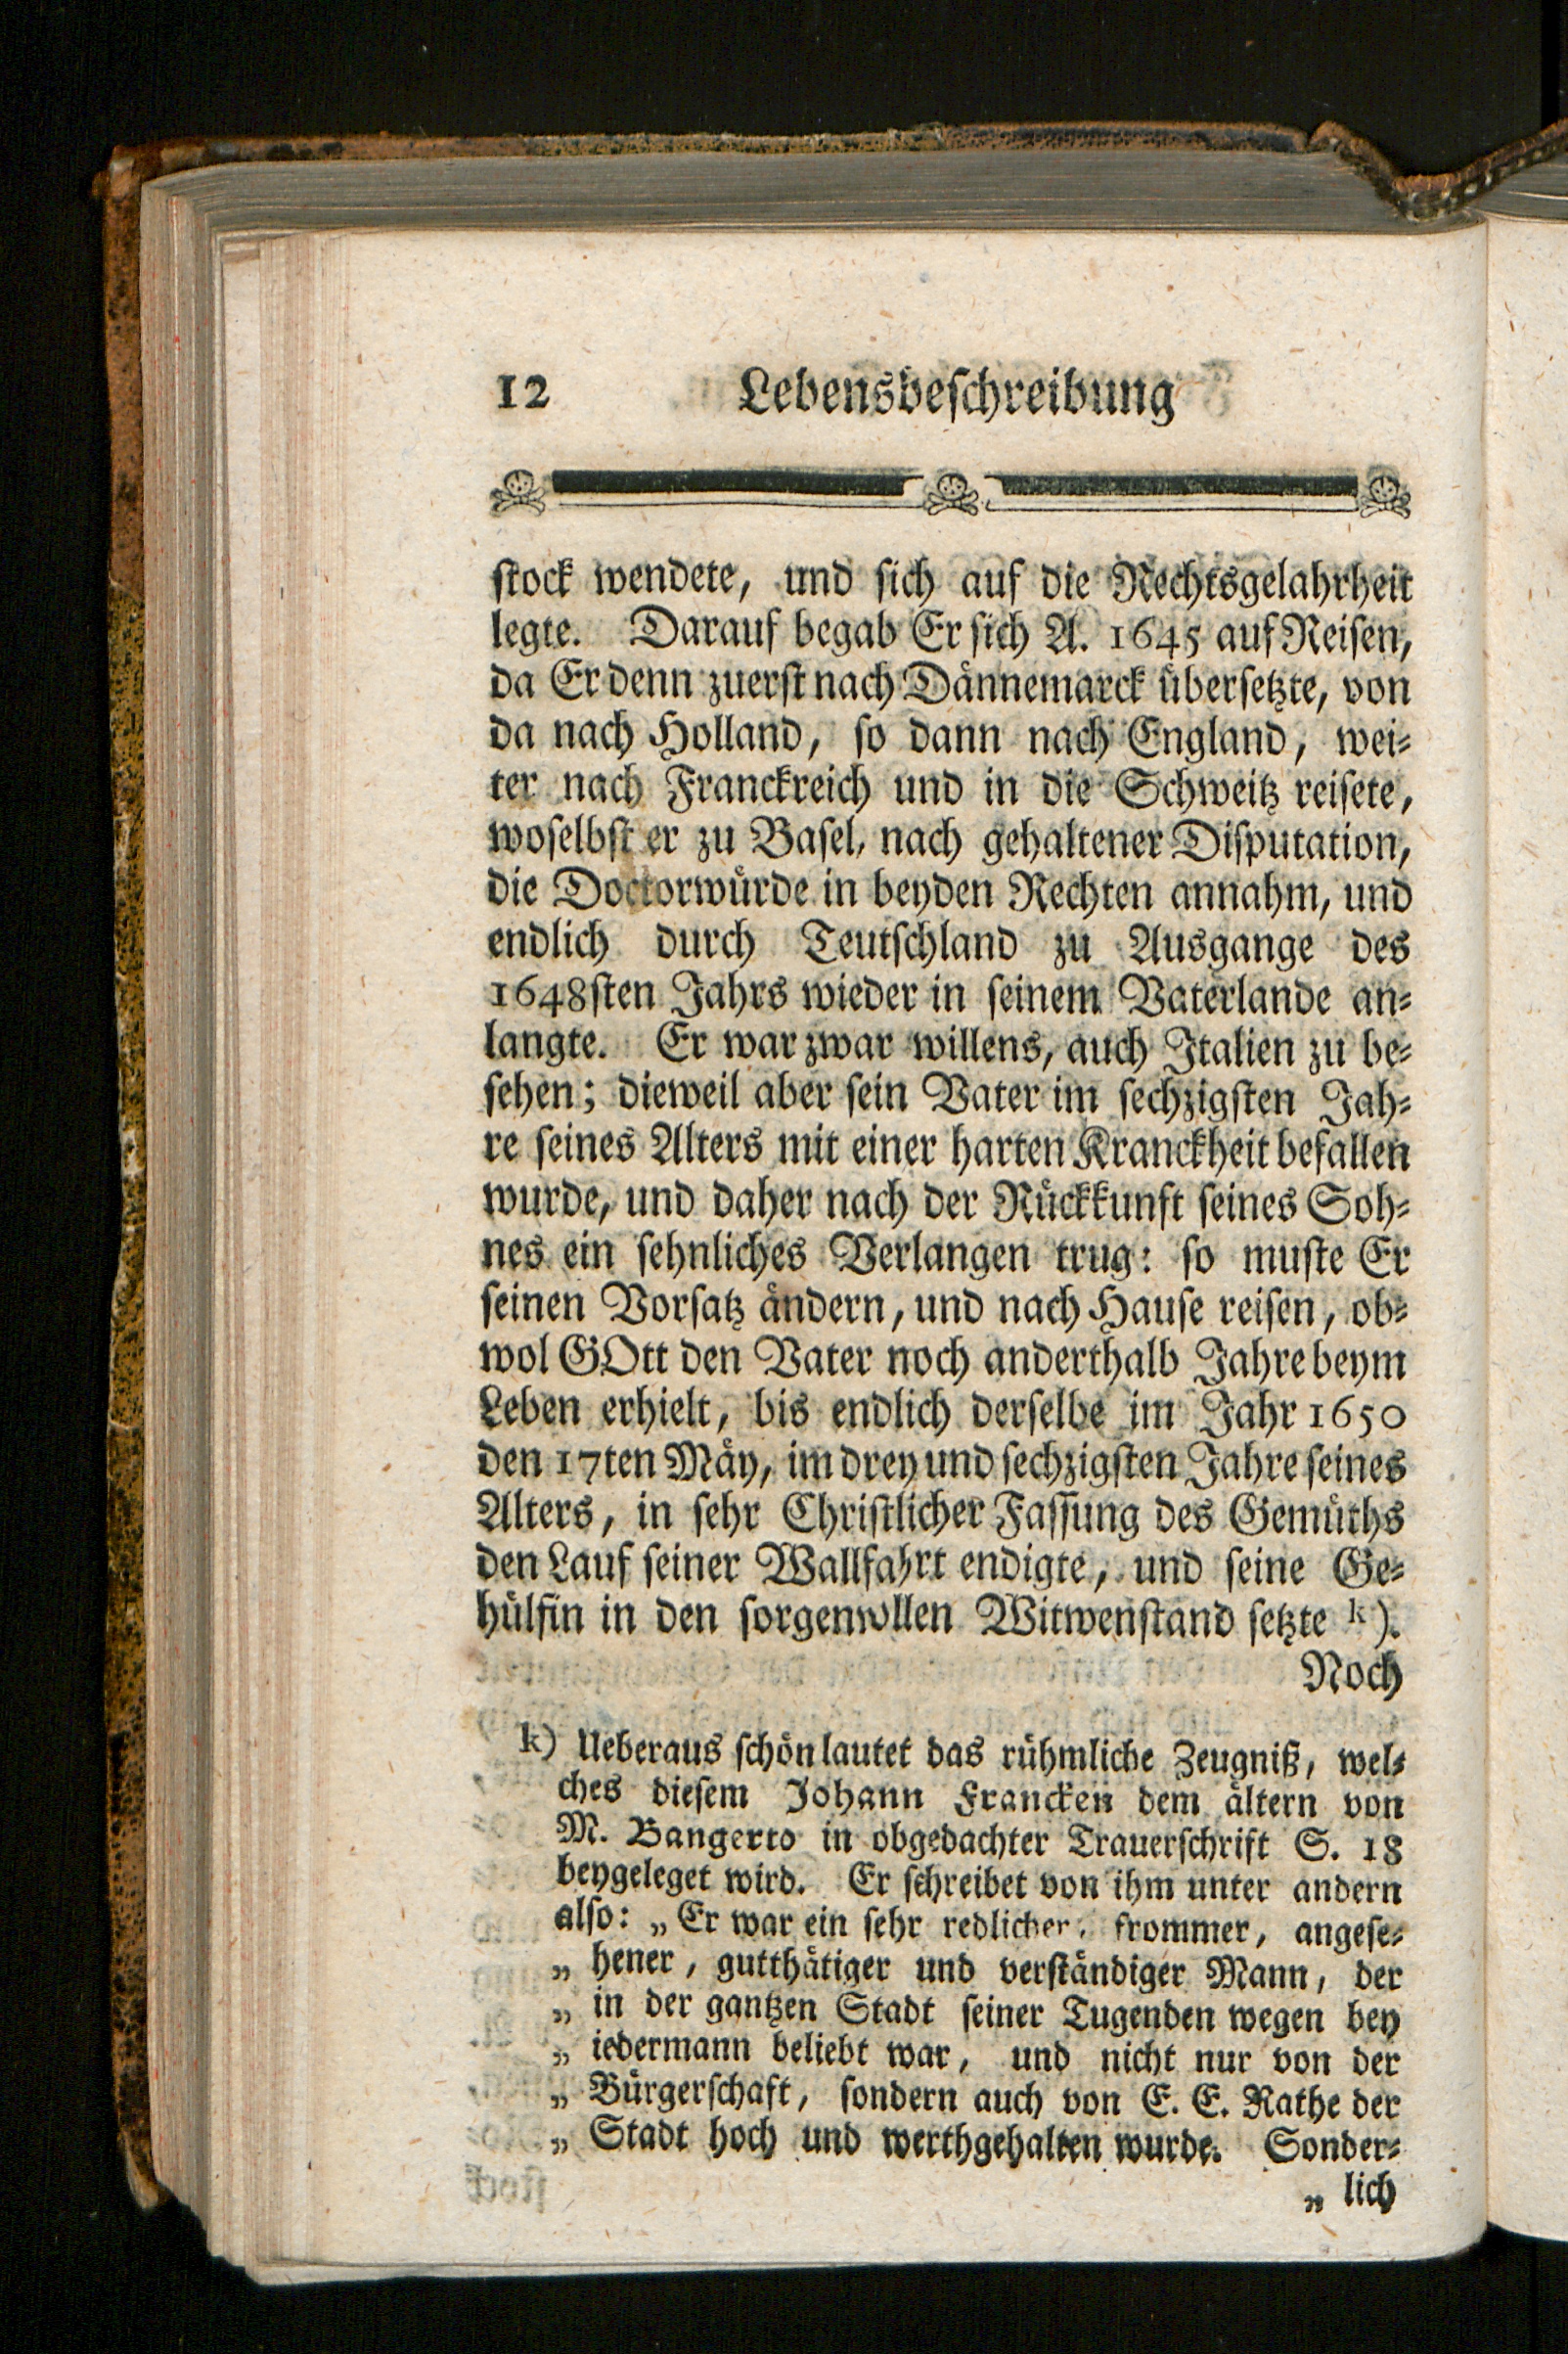 12 Lebensbeſchreibung
ſtock wendete, und ſich auf die Rechtsgelahrheit
legte. Darauf begab Er ſich A. 1645 auf Reiſen,
da Er denn zuerſt nach Dännemarck überſetzte, von
da nach Holland, ſo dann nach England, wei⸗
ter nach Franckreich und in die Schweitz reiſete,
woſelbſt er zu Baſel, nach gehaltener Diſputation,
die Doctorwürde in beyden Rechten annahm, und
endlich durch Teutſchland zu Ausgange des
1648ſten Jahrs wieder in ſeinem Vaterlande an⸗
langte. Er war zwar willens, auch Italien zu be⸗
ſehen; dieweil aber ſein Vater im ſechzigſten Jah⸗
re ſeines Alters mit einer harten Kranckheit befallen
wurde, und daher nach der Rückkunft ſeines Soh⸗
nes ein ſehnliches Verlangen trug: ſo muſte Er
ſeinen Vorſatz ändern, und nach Hauſe reiſen, ob⸗
wol GOtt den Vater noch anderthalb Jahre beym
Leben erhielt, bis endlich derſelbe im Jahr 1650
den 17ten Mäy, im drey und ſechzigſten Jahre ſeines
Alters, in ſehr Chriſtlicher Faſſung des Gemüths
den Lauf ſeiner Wallfahrt endigte, und ſeine Ge⸗
hülfin in den ſorgenvollen Witwenſtand ſetzte k).
Noch
k) Ueberaus ſchön lautet das rühmliche Zeugniß, wel⸗
ches dieſem Johann Francken dem ältern von
M. Bangerto in obgedachter Trauerſchrift S. 18
beygeleget wird. Er ſchreibet von ihm unter andern
alſo: „ Er war ein ſehr redlicher, frommer, angeſe⸗
„ hener, gutthätiger und verſtändiger Mann, der
„ in der gantzen Stadt ſeiner Tugenden wegen bey
„ iedermann beliebt war, und nicht nur von der
„ Bürgerſchaft, ſondern auch von E. E. Rathe der
„ Stadt hoch und werthgehalten wurde. Sonder⸗
„ lich